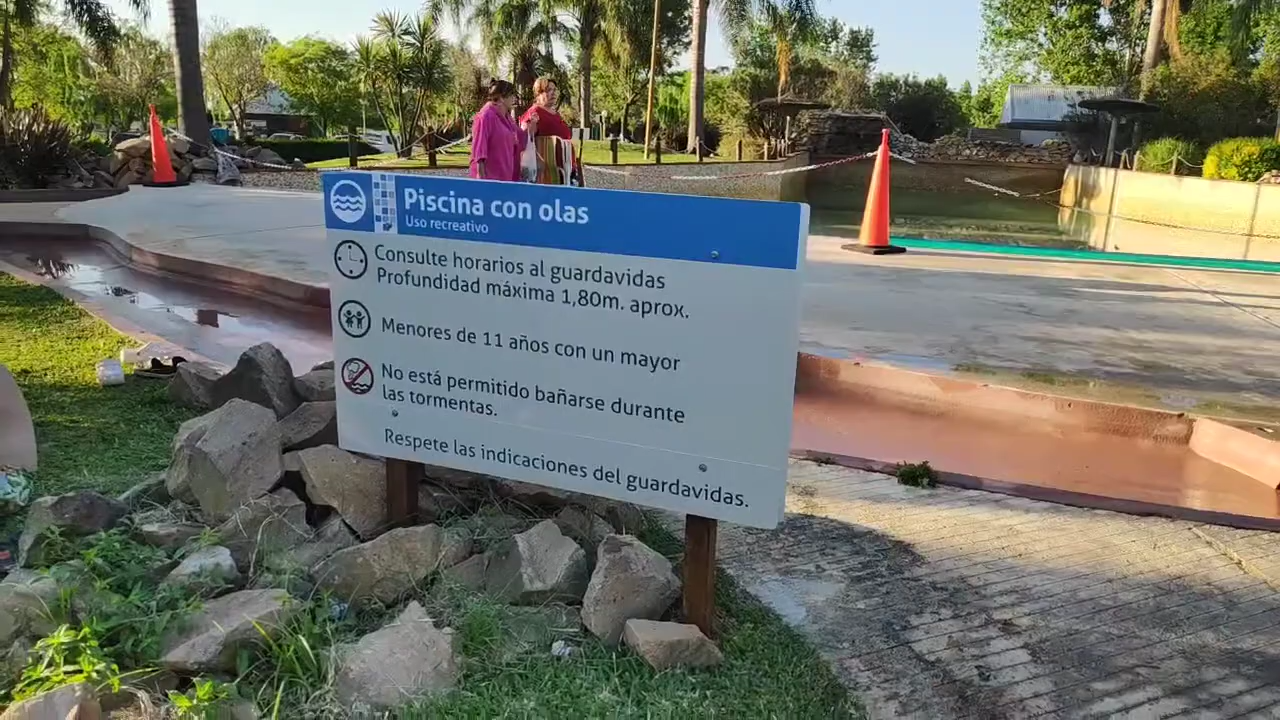 Piscina con olas
Uso recreativo
Consulte horarios al guardavidas
Profundidad máxima 1,80m. aprox.
Menores de 11 años con un mayor
No está permitido bañarse durante
las tormentas.
Respete las indicaciones del guardavidas.